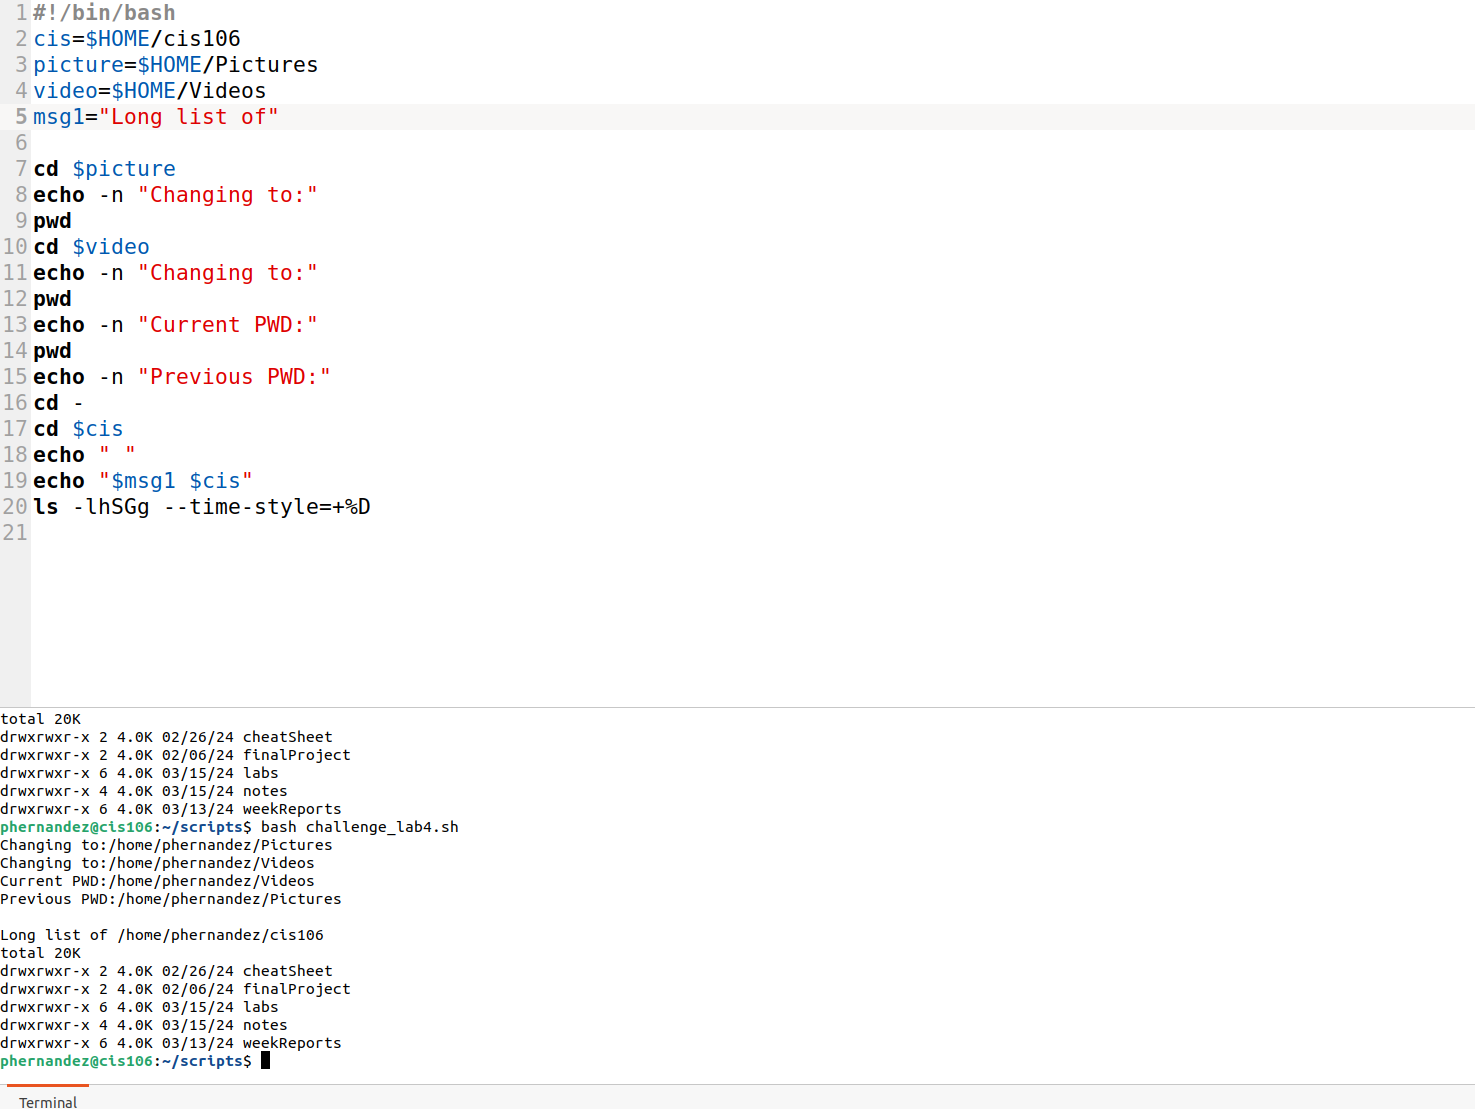 1 #!/bin/bash
2 cis=$HOME/cis106
3 picture=$HOME/Pictures
4 video=$HOME/Videos
5 msg1="Long list of"
6
7 cd $picture
8 echo -n "Changing to:"
9 pwd
10 cd $video
11 echo -n "Changing to:"
12 pwd
13 echo -n "Current PWD:"
14 pwd
15 echo -n "Previous PWD:"
16 cd -
17 cd $cis
18 echo " "
19 echo "$msg1 $cis"
20 ls -lhSGg --time-style=+%D
21
total 20K
drwxrwxr-x 2 4.0K 02/26/24 cheatSheet
drwxrwxr-x 2 4.0K 02/06/24 finalProject
drwxrwxr-x 6 4.0K 03/15/24 labs
drwxrwxr-x 4 4.0K 03/15/24 notes
drwxrwxr-x 6 4.0K 03/13/24 weekReports
phernandez@cis106:~/scripts$ bash challenge_lab4.sh
Changing to:/home/phernandez/Pictures
Changing to:/home/phernandez/Videos
Current PWD:/home/phernandez/Videos
Previous PWD:/home/phernandez/Pictures

Long list of /home/phernandez/cis106
total 20K
drwxrwxr-x 2 4.0K 02/26/24 cheatSheet
drwxrwxr-x 2 4.0K 02/06/24 finalProject
drwxrwxr-x 6 4.0K 03/15/24 labs
drwxrwxr-x 4 4.0K 03/15/24 notes
drwxrwxr-x 6 4.0K 03/13/24 weekReports
phernandez@cis106:~/scripts$
Terminal